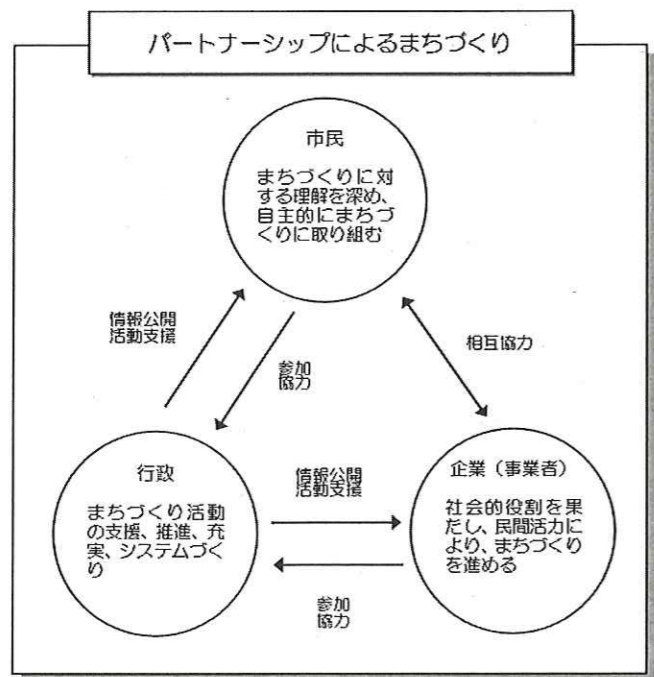 パートナーシップによるまちづくり
市民
まちづくりに対
する理解を深め、
自主的にまちづ
くりに取り組む
情報公開
活動支援
参加
協力
相互協力
行政
まちづくり活動
の支援、推進、充
実、システムづく
り
情報公開
活動支援
企業（事業者）
社会的役割を果
たし、民間活力に
より、まちづくり
を進める
参加
協力